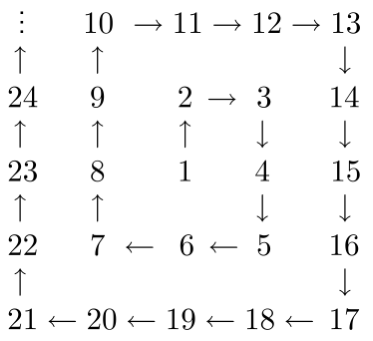 ⋮ 10 → 11 → 12 → 13
↑ ↑ ↓
24 9 2 → 3 14
↑ ↑ ↑ ↓ ↓
23 8 1 4 15
↑ ↑ ↓ ↓
22 7 ← 6 ← 5 16
↑ ↓
21 ← 20 ← 19 ← 18 ← 17